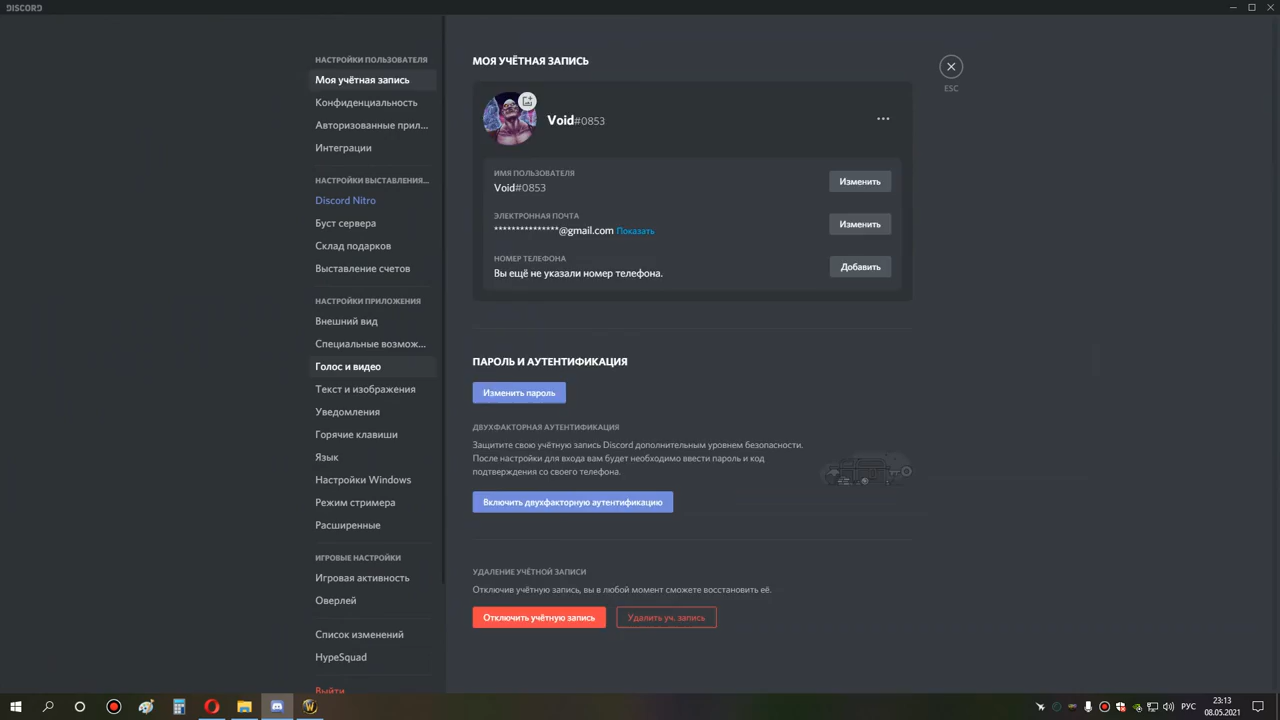 DISCORD
НАСТРОЙКИ ПОЛЬЗОВАТЕЛЯ
Моя учётная запись
Конфиденциальность
Авторизованные прил...
Интеграции
НАСТРОЙКИ ВЫСТАВЛЕНИЯ...
Discord Nitro
Буст сервера
Склад подарков
Выставление счетов
НАСТРОЙКИ ПРИЛОЖЕНИЯ
Внешний вид
Специальные возмож...
Голос и видео
Текст и изображения
Уведомления
Горячие клавиши
Язык
Настройки Windows
Режим стримера
Расширенные
ИГРОВЫЕ НАСТРОЙКИ
Игровая активность
Оверлей
Список изменений
HypeSquad
Выйти
МОЯ УЧЁТНАЯ ЗАПИСЬ
ESC
Void#0853
ИМЯ ПОЛЬЗОВАТЕЛЯ
Void#0853
Изменить
ЭЛЕКТРОННАЯ ПОЧТА
***************@gmail.com Показать
Изменить
НОМЕР ТЕЛЕФОНА
Вы ещё не указали номер телефона.
Добавить
ПАРОЛЬ И АУТЕНТИФИКАЦИЯ
Изменить пароль
ДВУХФАКТОРНАЯ АУТЕНТИФИКАЦИЯ
Защитите свою учётную запись Discord дополнительным уровнем безопасности.
После настройки для входа вам будет необходимо ввести пароль и код
подтверждения со своего телефона.
Включить двухфакторную аутентификацию
УДАЛЕНИЕ УЧЁТНОЙ ЗАПИСИ
Отключив учётную запись, вы в любой момент сможете восстановить её.
Отключить учётную запись
Удалить уч. запись
РУС
23:13
08.05.2021